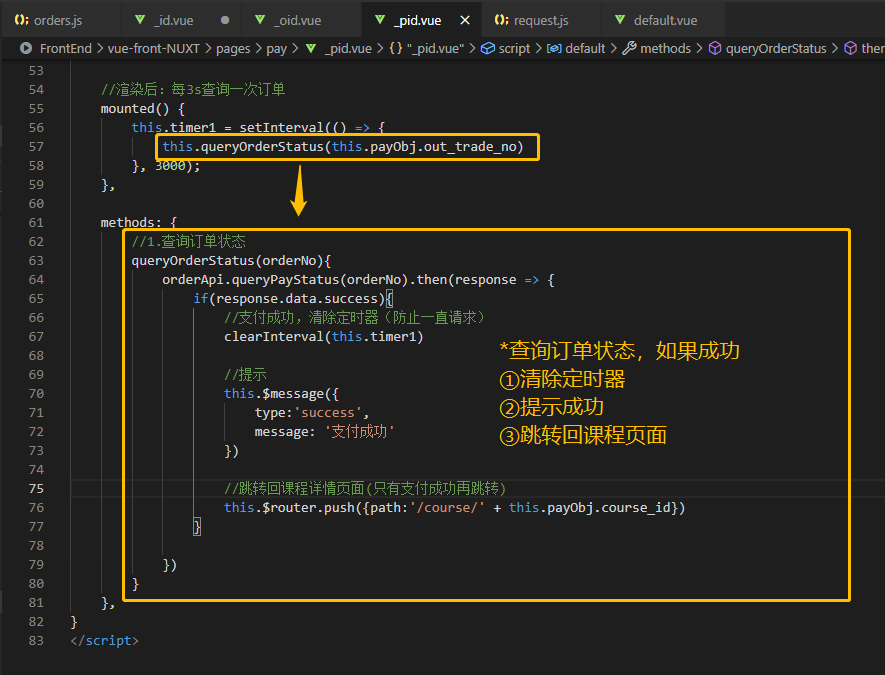 orders.js
_id.vue
_oid.vue
_pid.vue
request.js
default.vue
FrontEnd > vue-front-NUXT > pages > pay > _pid.vue > {} "_pid.vue" > script > default > methods > queryOrderStatus > ther
53
54 //渲染后：每3s查询一次订单
55 mounted() {
56 this.timer1 = setInterval(() => {
57 this.queryOrderStatus(this.payObj.out_trade_no)
58 }, 3000);
59 },
60
61 methods: {
62 //1.查询订单状态
63 queryOrderStatus(orderNo){
64 orderApi.queryPayStatus(orderNo).then(response => {
65 if(response.data.success){
66 //支付成功，清除定时器（防止一直请求）
67 clearInterval(this.timer1)
68
*查询订单状态，如果成功
69 //提示
①清除定时器
70 this.$message({
71 type:'success',
②提示成功
72 message: '支付成功'
③跳转回课程页面
73 })
74
75 //跳转回课程详情页面(只有支付成功再跳转)
76 this.$router.push({path:'/course/' + this.payObj.course_id})
77 }
78
79 })
80 }
81 },
82 }
83 </script>